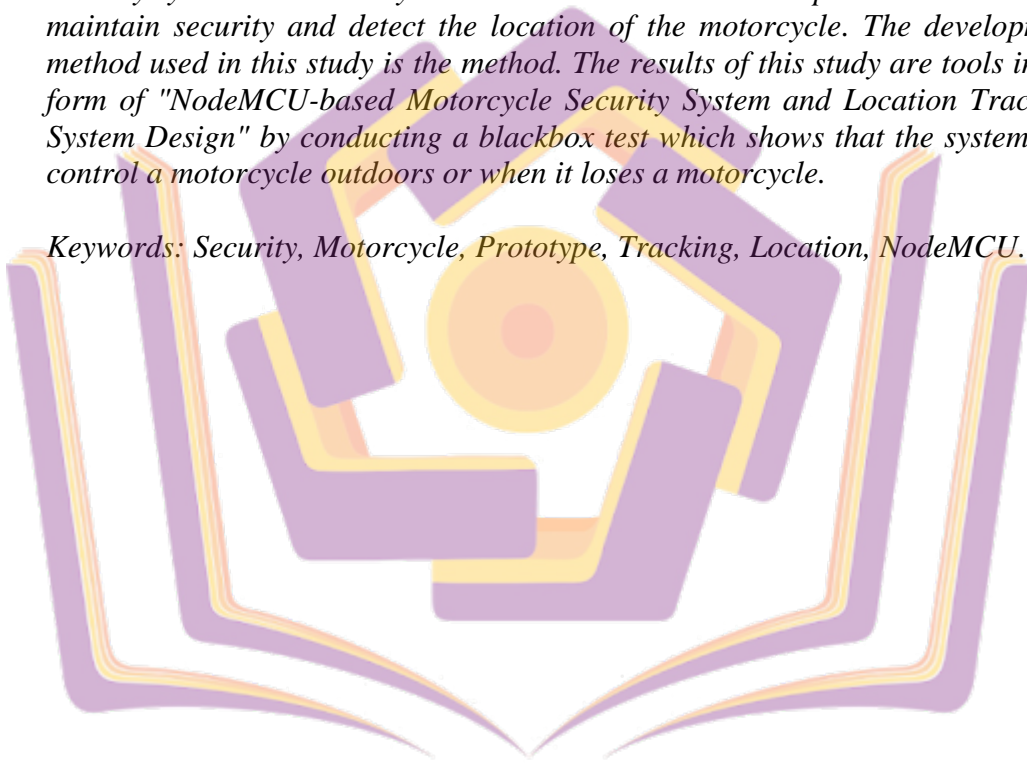 maintain security and detect the location of the motorcycle. The
method used in this study is the method. The results of this study are tools
form of "NodeMCU-based Motorcycle Security System and Location
System Design" by conducting a blackbox test which shows that the system
control a motorcycle outdoors or when it loses a motorcycle.
Keywords: Security, Motorcycle, Prototype, Tracking, Location, NodeMCU.